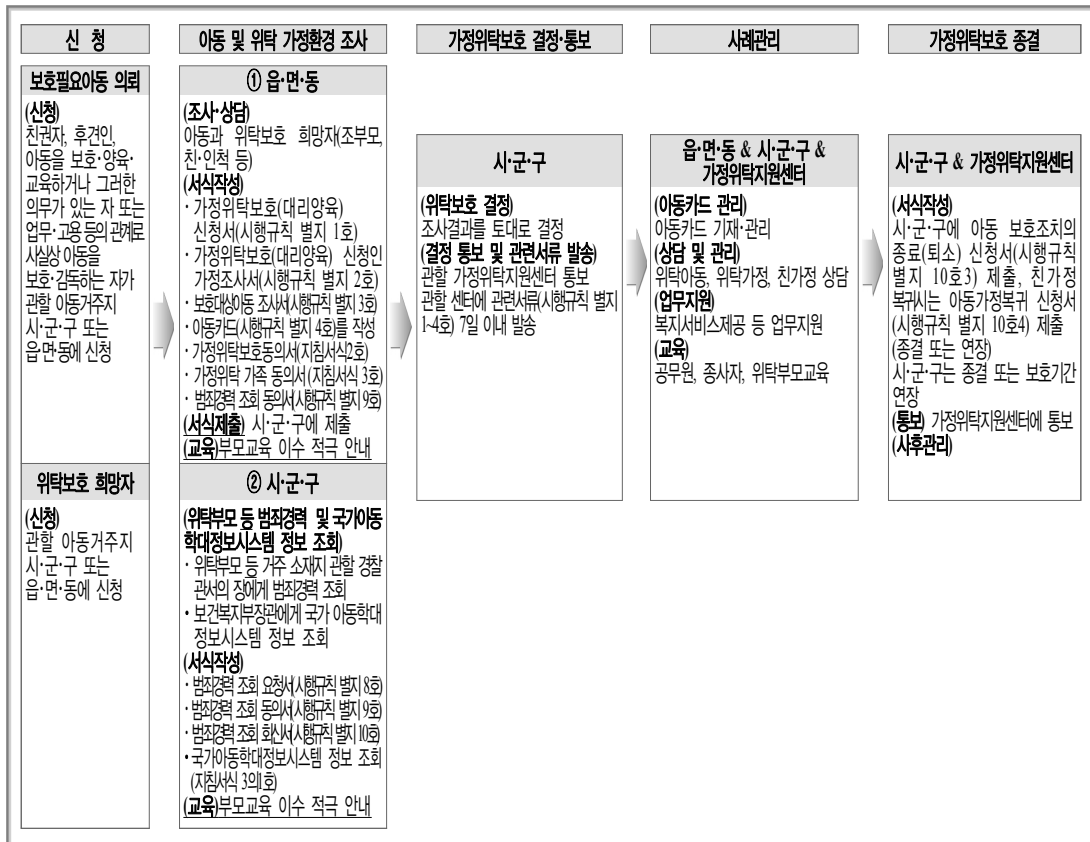 신 청
보호필요아동 의뢰
(신청)
친권자, 후견인,
아동을 보호·양육·
교육하거나 그러한
의무가 있는 자 또는
업무·고용 등의 관계로
사실상 아동을
보호·감독하는 자가
관할 아동거주지
시·군·구 또는
읍·면·동에 신청
위탁보호 희망자
(신청)
관할 아동거주지
시·군·구 또는
읍·면·동에 신청
아동 및 위탁 가정환경 조사
① 읍·면·동
(조사·상담)
아동과 위탁보호 희망자(조부모,
친·인척 등)
(서식작성)
· 가정위탁보호(대리양육)
신청서(시행규칙 별지 1호)
· 가정위탁보호(대리양육) 신청인
가정조사서(시행규칙 별지 2호)
· 보호대상아동 조사서(시행규칙 별지 3호)
· 아동카드(시행규칙 별지 4호)를 작성
· 가정위탁보호동의서(지침서식2호)
· 가정위탁 가족 동의서(지침서식 3호)
· 범죄경력 조회 동의서(시행규칙 별지 9호)
(서식제출) 시·군·구에 제출
(교육)부모교육 이수 적극 안내
② 시·군·구
(위탁부모 등 범죄경력 및 국가아동
학대정보시스템 정보 조회)
· 위탁부모 등 거주 소재지 관할 경찰
관서의 장에게 범죄경력 조회
· 보건복지부장관에게 국가 아동학대
정보시스템 정보 조회
(서식작성)
· 범죄경력 조회 요청서(시행규칙 별지 8호)
· 범죄경력 조회 동의서(시행규칙 별지 9호)
· 범죄경력 조회 회신서(시행규칙 별지 10호)
· 국가아동학대정보시스템 정보 조회
(지침서식 3의1호)
(교육)부모교육 이수 적극 안내
가정위탁보호 결정·통보
시·군·구
(위탁보호 결정)
조사결과를 토대로 결정
(결정 통보 및 관련서류 발송)
관할 가정위탁지원센터 통보
관할 센터에 관련서류(시행규칙 별지
1-4호) 7일 이내 발송
사례관리
읍·면·동 & 시·군·구 &
가정위탁지원센터
(아동카드 관리)
아동카드 기재·관리
(상담 및 관리)
위탁아동, 위탁가정, 친가정 상담
(업무지원)
복지서비스제공 등 업무지원
(교육)
공무원, 종사자, 위탁부모교육
가정위탁보호 종결
시·군·구 & 가정위탁지원센터
(서식작성)
시·군·구에 아동 보호조치의
종료(퇴소) 신청서(시행규칙
별지 10호3) 제출, 친가정
복귀시는 아동가정복귀 신청서
(시행규칙 별지 10호4) 제출
(종결 또는 연장)
시·군·구는 종결 또는 보호기간
연장
(통보) 가정위탁지원센터에 통보
(사후관리)